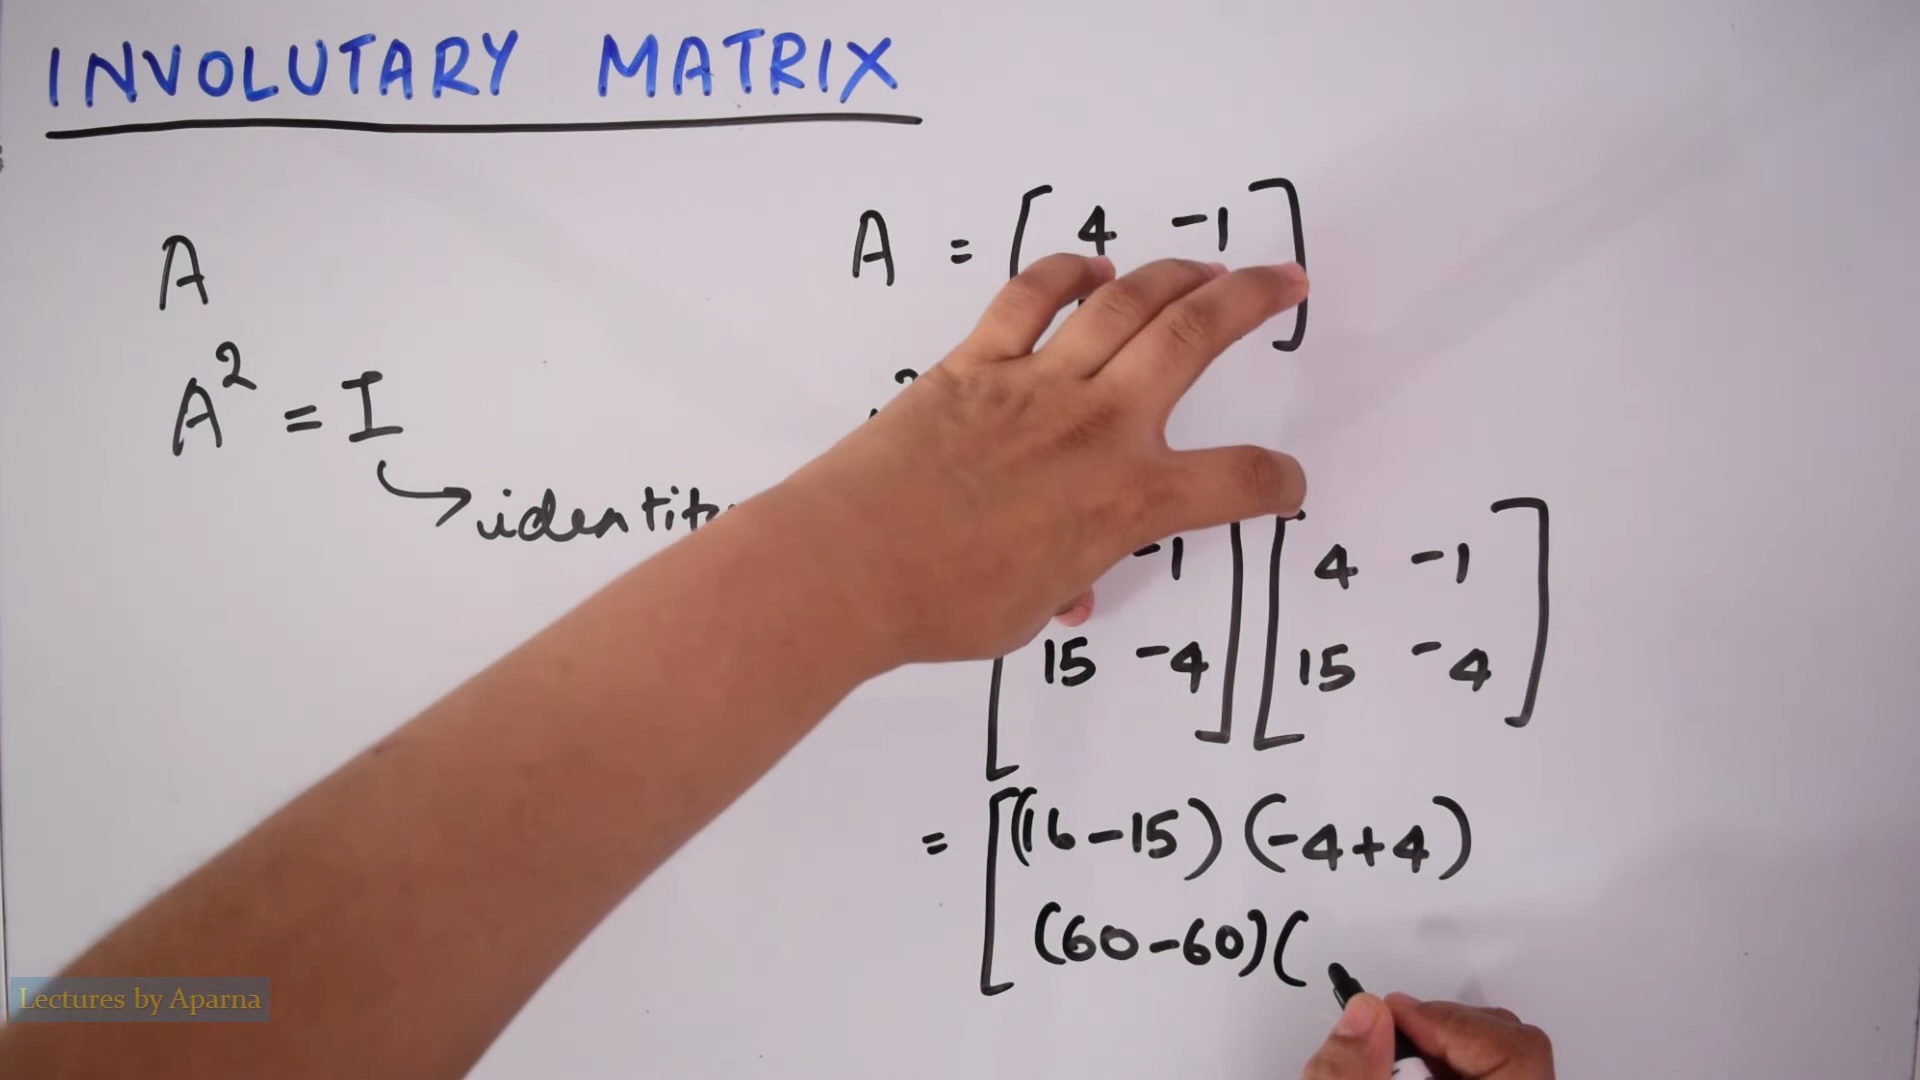 INVOLUTARY MATRIX
A
A² = I
identit
A = [ 4 -1 ]
-1 ] [ 4 -1 ]
15 -4 ] [ 15 -4 ]
= [ (16-15) (-4+4)
(60-60) (
Lectures by Aparna